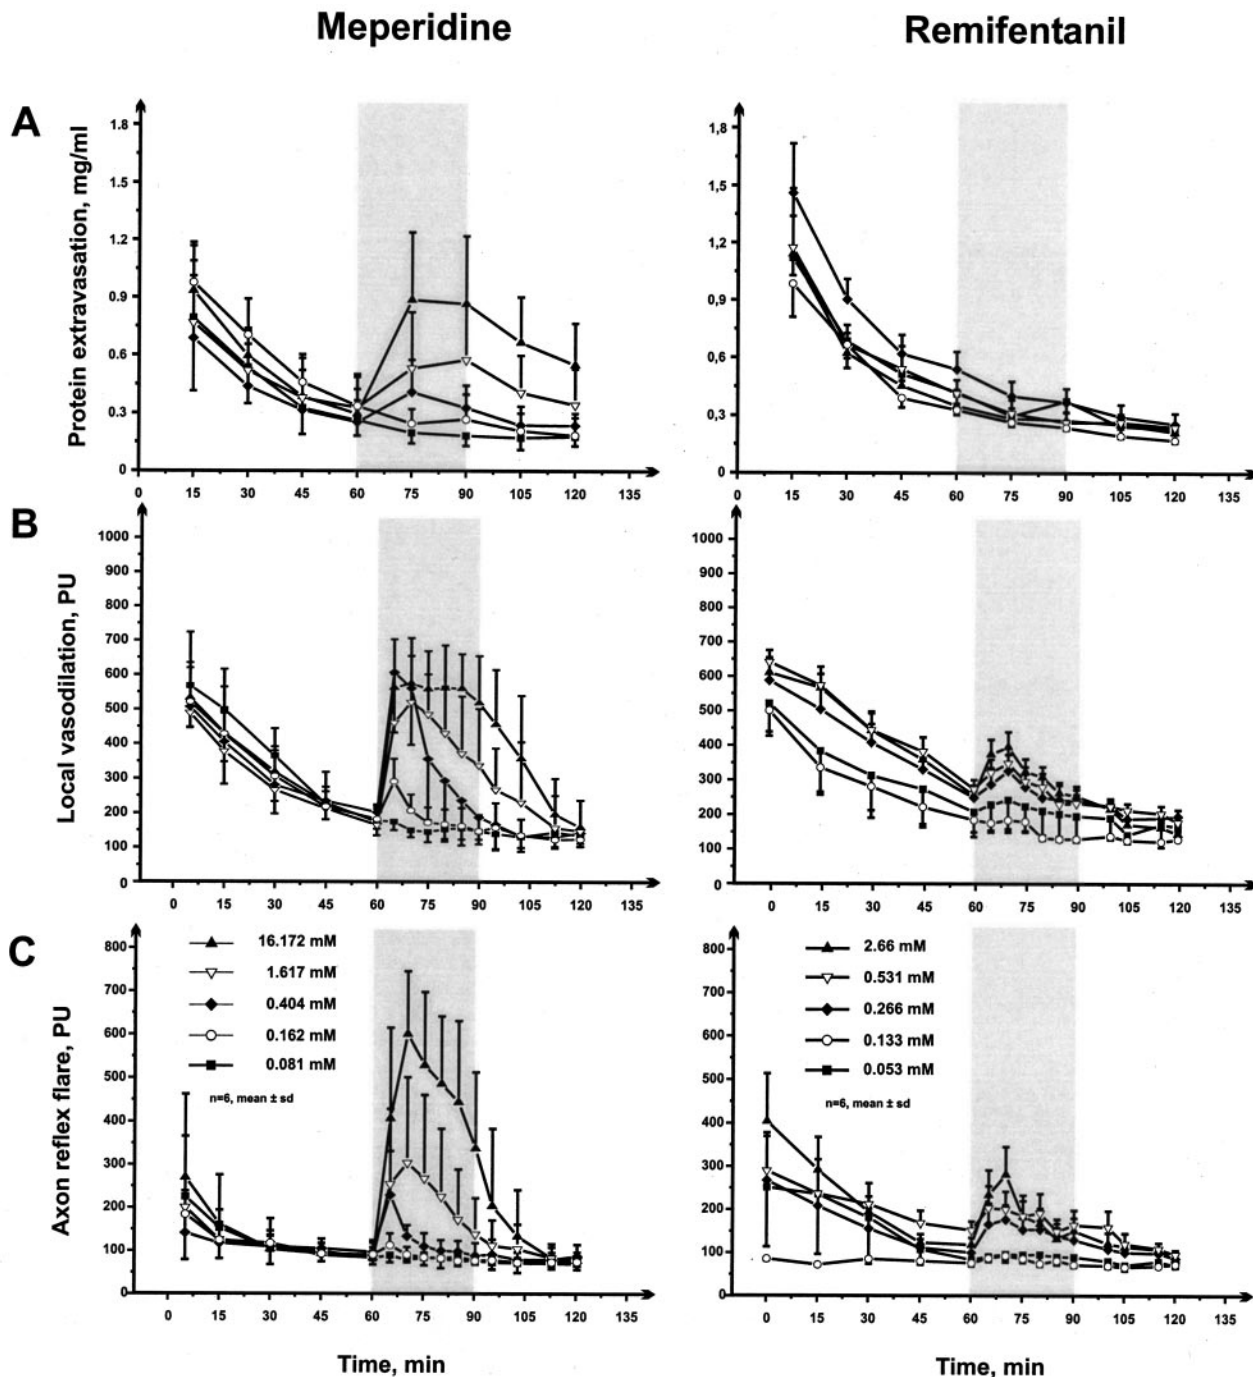 Meperidine
Remifentanil
A
Protein extravasation, mg/ml
1.8
1.5
1.2
0.9
0.6
0.3
0
0 15 30 45 60 75 90 105 120 135
1,8
1,5
1,2
0,9
0,6
0,3
0
0 15 30 45 60 75 90 105 120 135
B
Local vasodilation, PU
1000
900
800
700
600
500
400
300
200
100
0
0 15 30 45 60 75 90 105 120 135
1000
900
800
700
600
500
400
300
200
100
0
0 15 30 45 60 75 90 105 120 135
C
Axon reflex flare, PU
800
700
600
500
400
300
200
100
0
16.172 mM
1.617 mM
0.404 mM
0.162 mM
0.081 mM
n=6, mean ± sd
0 15 30 45 60 75 90 105 120 135
Time, min
800
700
600
500
400
300
200
100
0
2.66 mM
0.531 mM
0.266 mM
0.133 mM
0.053 mM
n=6, mean ± sd
0 15 30 45 60 75 90 105 120 135
Time, min